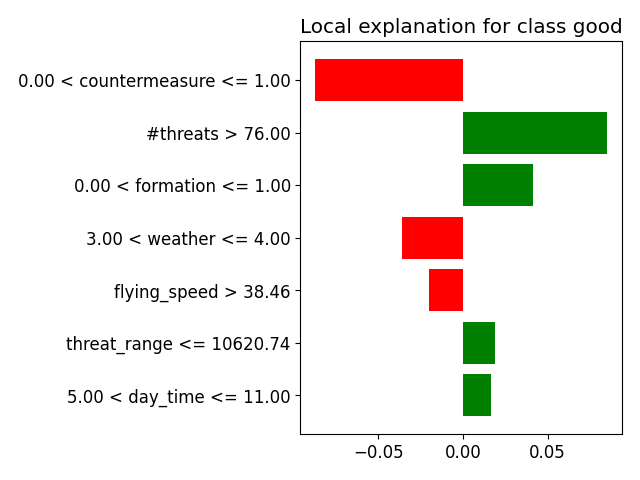 Local explanation for class good
0.00 < countermeasure <= 1.00
#threats > 76.00
0.00 < formation <= 1.00
3.00 < weather <= 4.00
flying_speed > 38.46
threat_range <= 10620.74
5.00 < day_time <= 11.00
−0.05 0.00 0.05